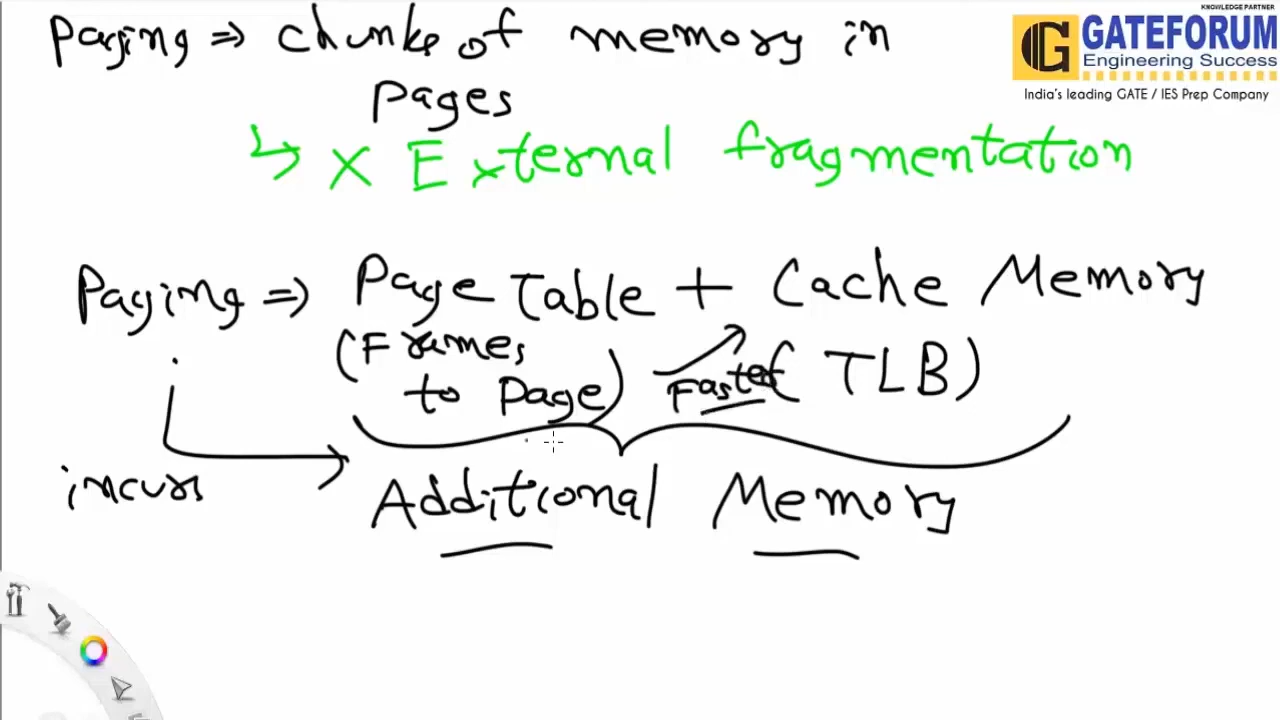 KNOWLEDGE PARTNER
GATEFORUM
Engineering Success
India's leading GATE / IES Prep Company
Paging ⇒ chunks of memory in
Pages
↳ X External fragmentation
Paging ⇒ Page Table + Cache Memory
(Frames to Page) Faster (TLB)
incurs Additional Memory